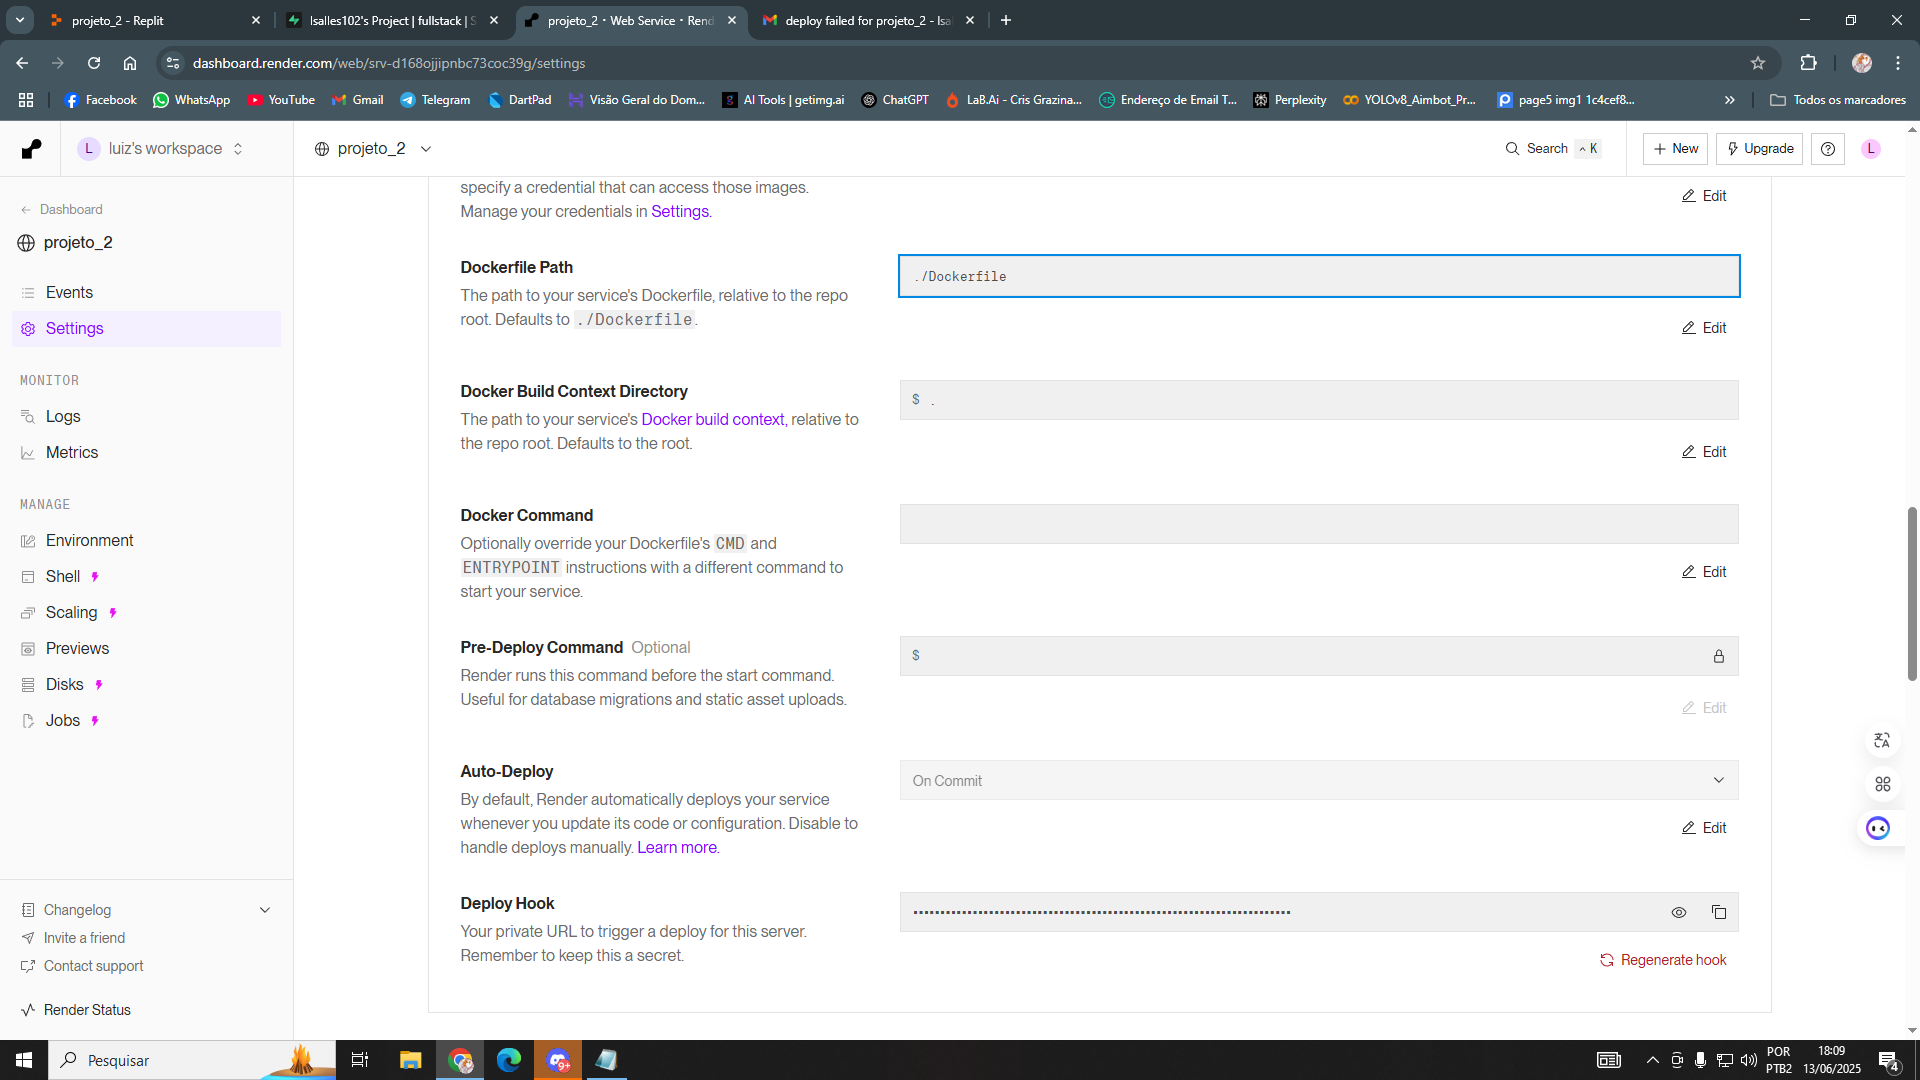 projeto_2 - Replit
lsalles102's Project | fullstack | S
projeto_2 · Web Service · Rend
deploy failed for projeto_2 - lsal
dashboard.render.com/web/srv-d168ojjipnbc73coc39g/settings
Facebook
WhatsApp
YouTube
Gmail
Telegram
DartPad
Visão Geral do Dom...
AI Tools | getimg.ai
ChatGPT
LaB.Ai - Cris Grazina...
Endereço de Email T...
Perplexity
YOLOv8_Aimbot_Pr...
page5 img1 1c4cef8...
»
Todos os marcadores
L luiz's workspace
projeto_2
Search ⌃ K
+ New
Upgrade
L
Dashboard
projeto_2
Events
Settings
MONITOR
Logs
Metrics
MANAGE
Environment
Shell
Scaling
Previews
Disks
Jobs
Changelog
Invite a friend
Contact support
Render Status
specify a credential that can access those images.
Manage your credentials in Settings.
Edit
Dockerfile Path
The path to your service's Dockerfile, relative to the repo
root. Defaults to ./Dockerfile.
./Dockerfile
Edit
Docker Build Context Directory
The path to your service's Docker build context, relative to
the repo root. Defaults to the root.
$ .
Edit
Docker Command
Optionally override your Dockerfile's CMD and
ENTRYPOINT instructions with a different command to
start your service.
Edit
Pre-Deploy Command Optional
Render runs this command before the start command.
Useful for database migrations and static asset uploads.
$
Edit
Auto-Deploy
By default, Render automatically deploys your service
whenever you update its code or configuration. Disable to
handle deploys manually. Learn more.
On Commit
Edit
Deploy Hook
Your private URL to trigger a deploy for this server.
Remember to keep this a secret.
Regenerate hook
Pesquisar
9+
POR
PTB2
18:09
13/06/2025
4